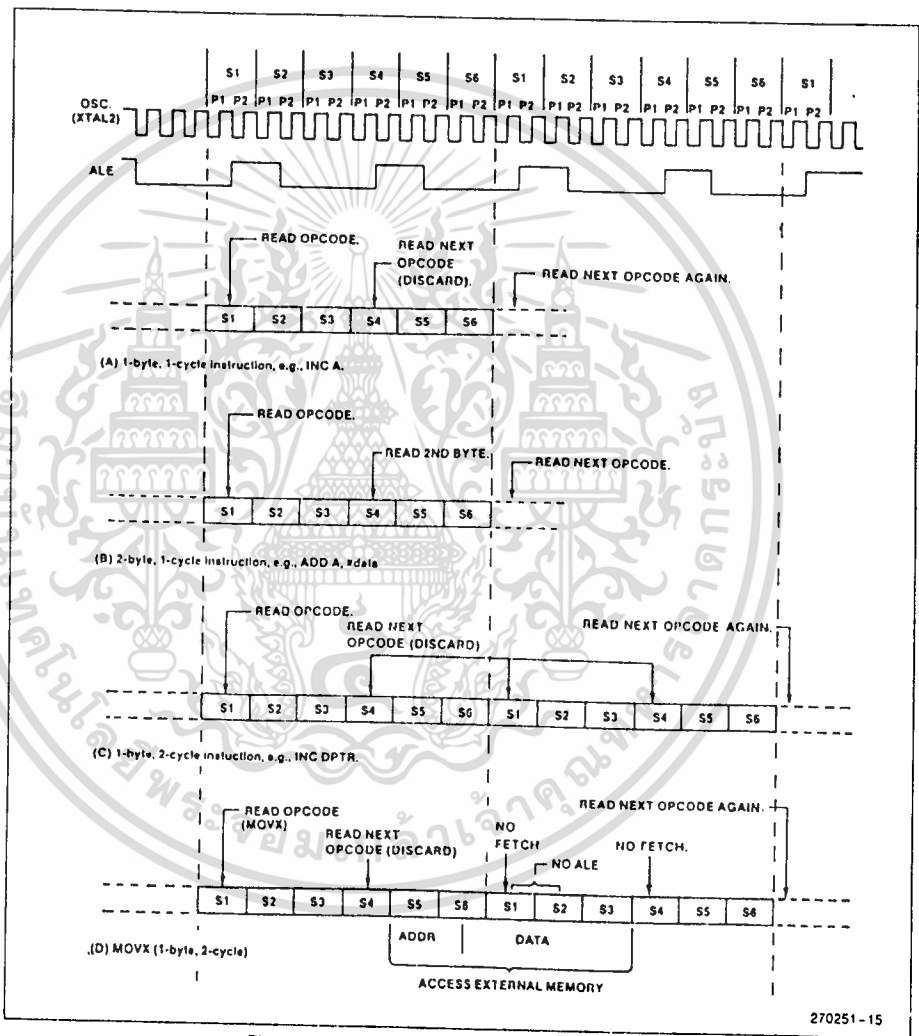 S1 S2 S3 S4 S5 S6 S1 S2 S3 S4 S5 S6 S1
P1 P2 P1 P2 P1 P2 P1 P2 P1 P2 P1 P2 P1 P2 P1 P2 P1 P2 P1 P2 P1 P2 P1 P2 P1 P2
OSC.
(XTAL2)
ALE
READ OPCODE.
READ NEXT
OPCODE
(DISCARD).
READ NEXT OPCODE AGAIN.
S1 S2 S3 S4 S5 S6
(A) 1-byte, 1-cycle instruction, e.g., INC A.
READ OPCODE.
READ 2ND BYTE.
READ NEXT OPCODE.
S1 S2 S3 S4 S5 S6
(B) 2-byte, 1-cycle instruction, e.g., ADD A, #data
READ OPCODE.
READ NEXT
OPCODE (DISCARD)
READ NEXT OPCODE AGAIN.
S1 S2 S3 S4 S5 S6 S1 S2 S3 S4 S5 S6
(C) 1-byte, 2-cycle instuction, e.g., INC DPTR.
READ OPCODE
(MOVX)
READ NEXT
OPCODE (DISCARD)
NO
FETCH
NO ALE
NO FETCH.
READ NEXT OPCODE AGAIN.
S1 S2 S3 S4 S5 S6 S1 S2 S3 S4 S5 S6
ADDR DATA
(D) MOVX (1-byte, 2-cycle)
ACCESS EXTERNAL MEMORY
270251-15